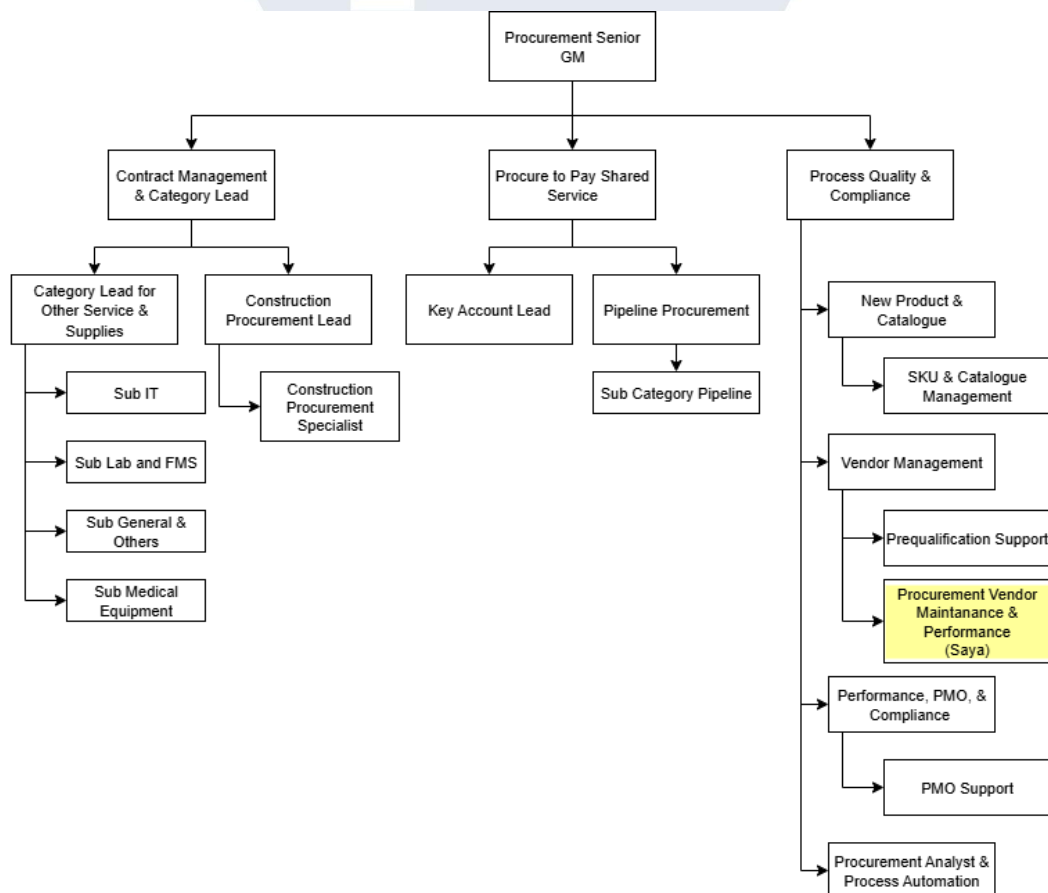 Procurement Senior
GM
Contract Management
& Category Lead
Procure to Pay Shared
Service
Process Quality &
Compliance
Category Lead for
Other Service &
Supplies
Construction
Procurement Lead
Key Account Lead
Pipeline Procurement
New Product &
Catalogue
Sub IT
Construction
Procurement
Specialist
Sub Category Pipeline
SKU & Catalogue
Management
Sub Lab and FMS
Vendor Management
Sub General &
Others
Prequalification Support
Sub Medical
Equipment
Procurement Vendor
Maintanance &
Performance
(Saya)
Performance, PMO, &
Compliance
PMO Support
Procurement Analyst &
Process Automation